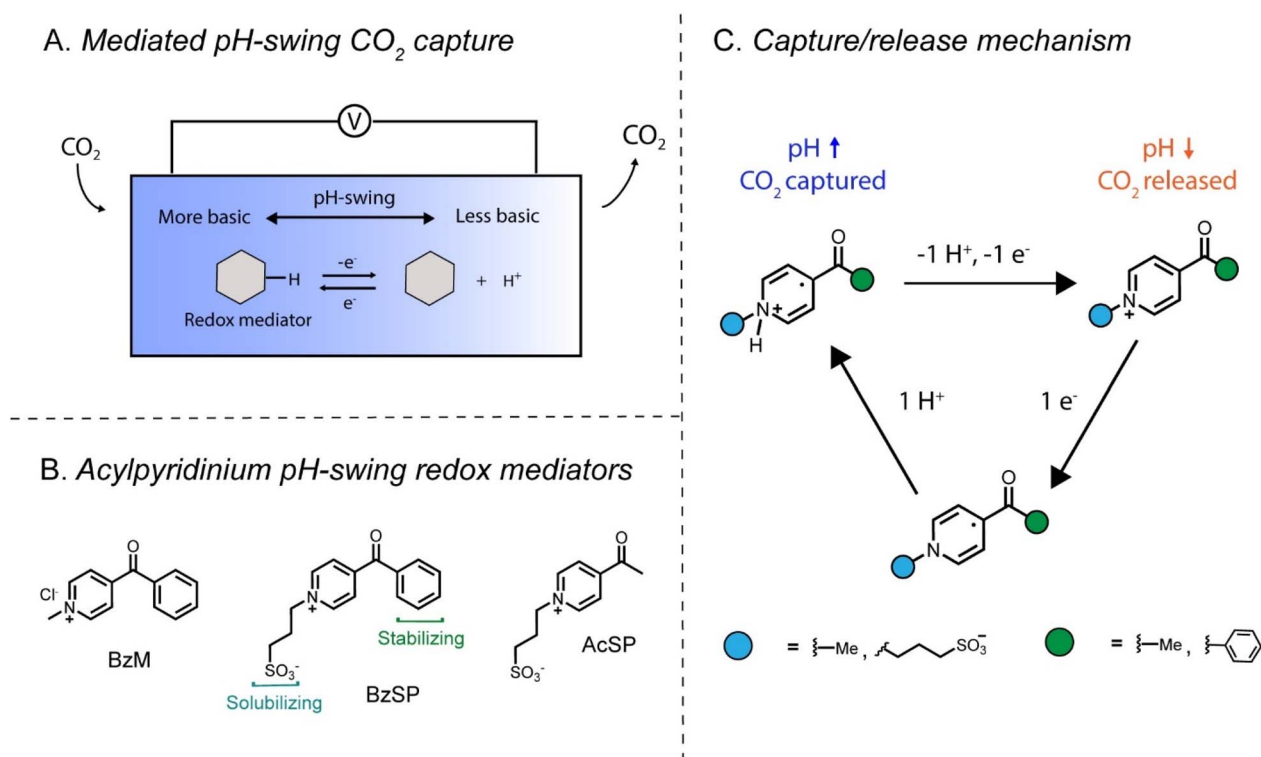 A. Mediated pH-swing CO₂ capture
V
CO₂
CO₂
pH-swing
More basic
Less basic
-e⁻
H
+ H⁺
e⁻
Redox mediator
B. Acylpyridinium pH-swing redox mediators
O
Cl⁻
N
+
BzM
O
N
+
Stabilizing
SO₃⁻
Solubilizing
BzSP
O
N
+
SO₃⁻
AcSP
C. Capture/release mechanism
pH ↑
CO₂ captured
pH ↓
CO₂ released
O
N
+
H
-1 H⁺, -1 e⁻
O
N
+
1 H⁺
1 e⁻
O
N
= Me , SO₃⁻
= Me ,